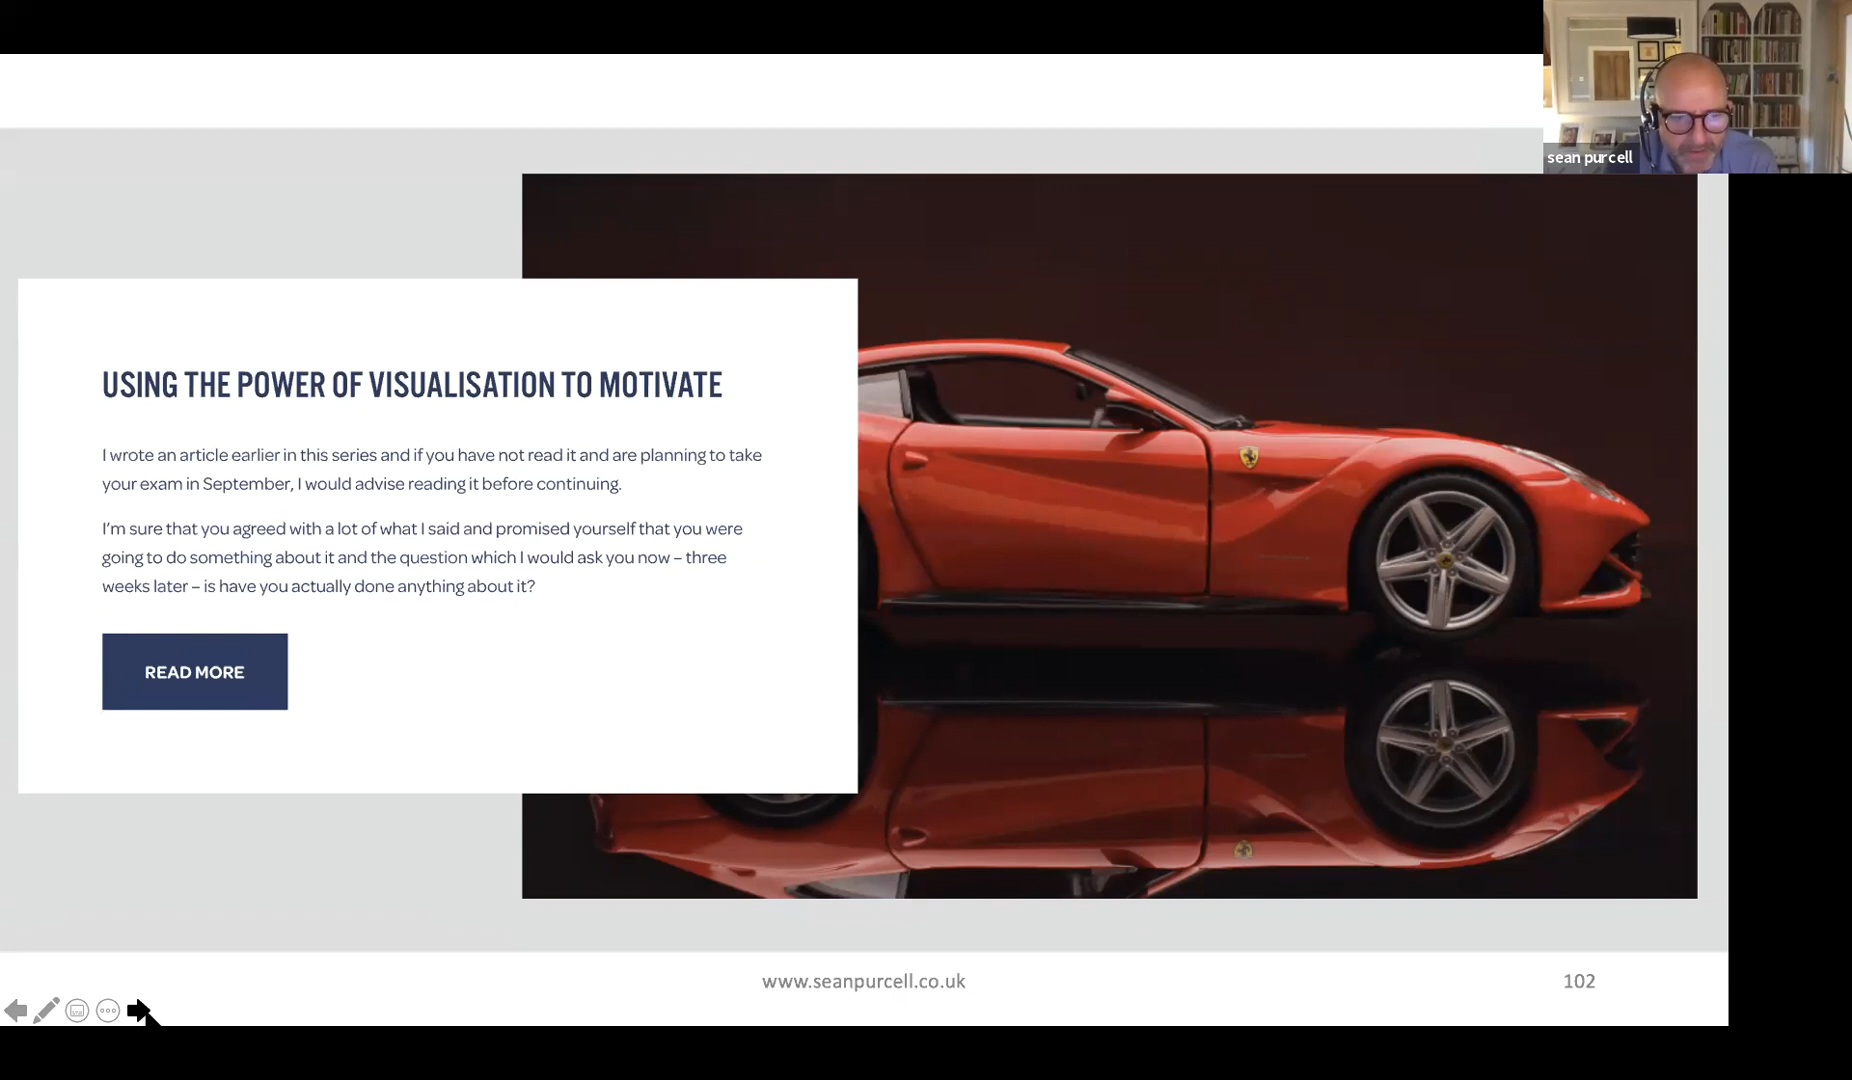 sean purcell
USING THE POWER OF VISUALISATION TO MOTIVATE
I wrote an article earlier in this series and if you have not read it and are planning to take
your exam in September, I would advise reading it before continuing.
I'm sure that you agreed with a lot of what I said and promised yourself that you were
going to do something about it and the question which I would ask you now – three
weeks later – is have you actually done anything about it?
READ MORE
www.seanpurcell.co.uk
102